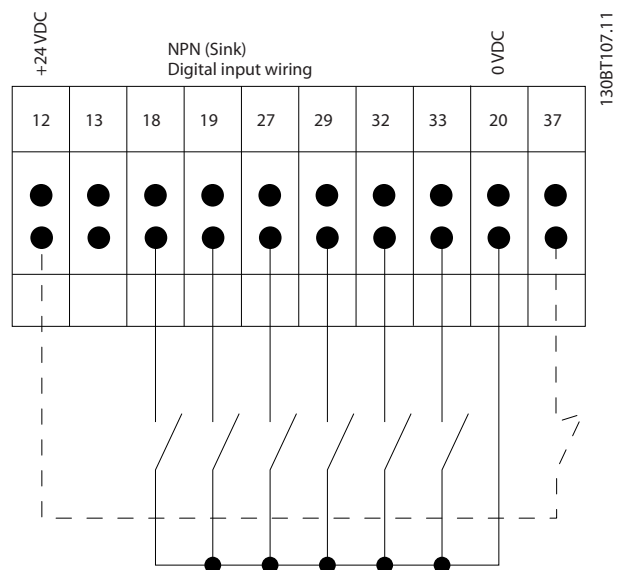 +24 VDC
NPN (Sink)
Digital input wiring
0 VDC
130BT107.11
12 13 18 19 27 29 32 33 20 37